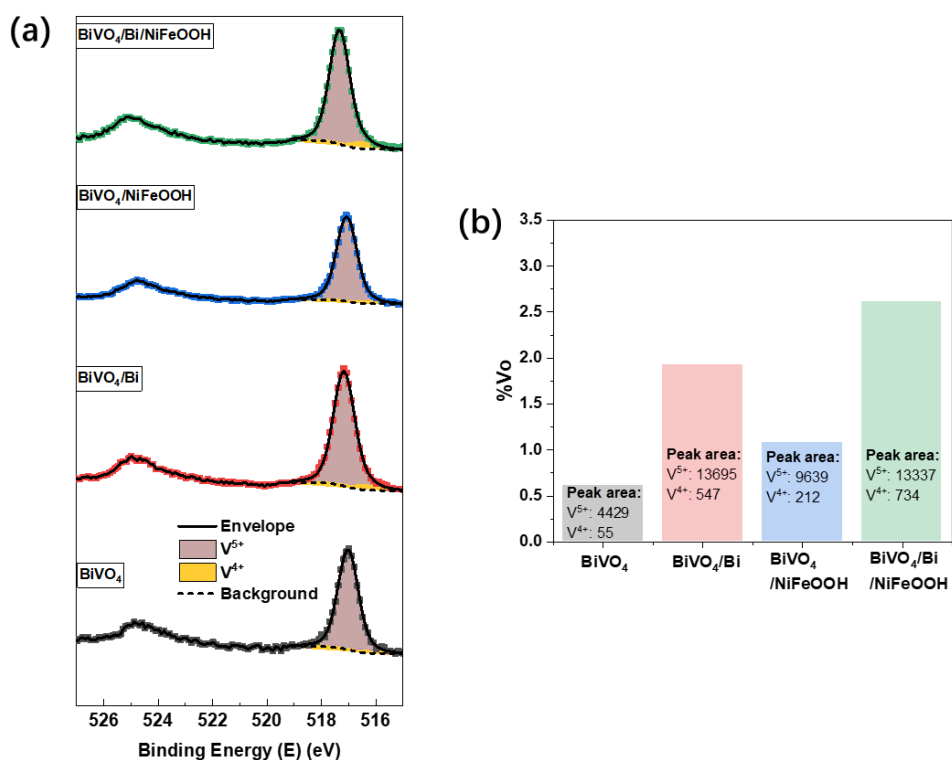 (a)
BiVO₄/Bi/NiFeOOH
BiVO₄/NiFeOOH
BiVO₄/Bi
Envelope
V⁵⁺
V⁴⁺
Background
BiVO₄
526 524 522 520 518 516
Binding Energy (E) (eV)
(b)
3.5
3.0
2.5
2.0
1.5
1.0
0.5
0.0
%Vo
Peak area:
V⁵⁺: 4429
V⁴⁺: 55
Peak area:
V⁵⁺: 13695
V⁴⁺: 547
Peak area:
V⁵⁺: 9639
V⁴⁺: 212
Peak area:
V⁵⁺: 13337
V⁴⁺: 734
BiVO₄
BiVO₄/Bi
BiVO₄
/NiFeOOH
BiVO₄/Bi
/NiFeOOH